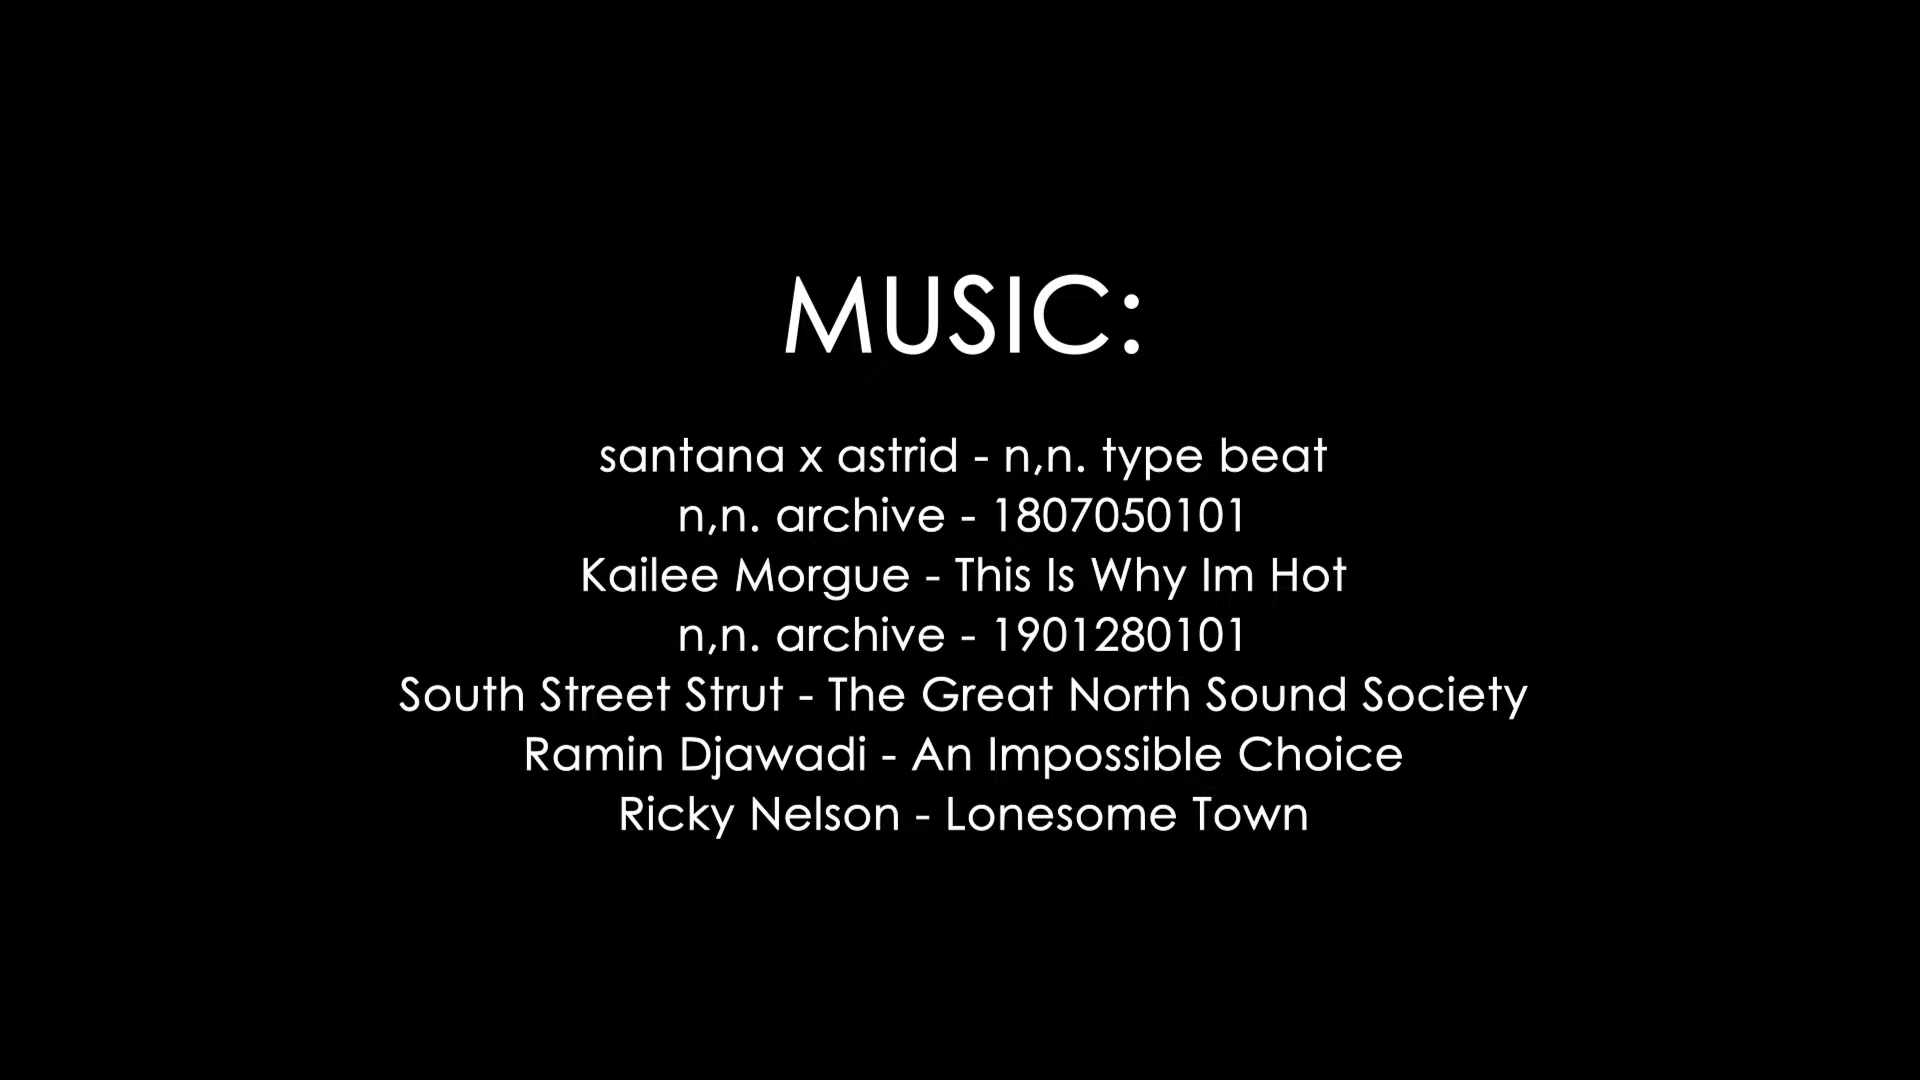 MUSIC:
santana x astrid - n,n. type beat
n,n. archive - 1807050101
Kailee Morgue - This Is Why Im Hot
n,n. archive - 1901280101
South Street Strut - The Great North Sound Society
Ramin Djawadi - An Impossible Choice
Ricky Nelson - Lonesome Town